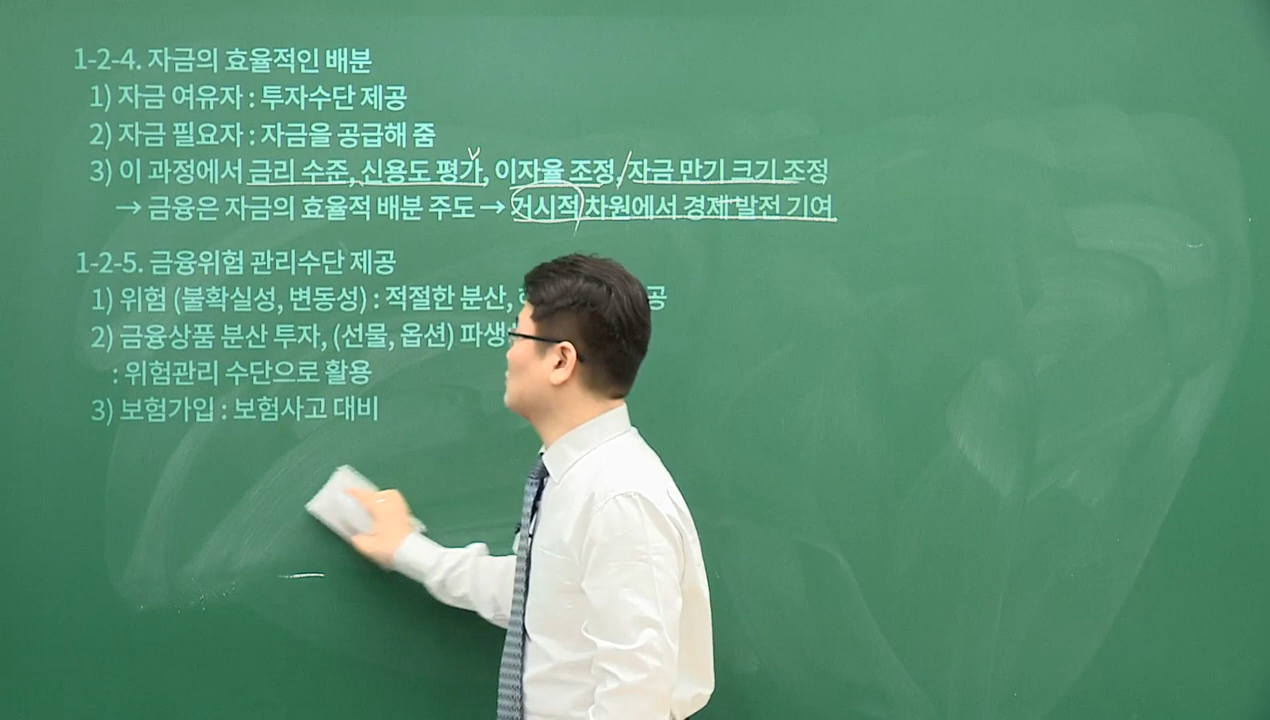 1-2-4. 자금의 효율적인 배분
1) 자금 여유자 : 투자수단 제공
2) 자금 필요자 : 자금을 공급해 줌
3) 이 과정에서 금리 수준, 신용도 평가, 이자율 조정, 자금 만기 크기 조정
→ 금융은 자금의 효율적 배분 주도 → 거시적 차원에서 경제 발전 기여
1-2-5. 금융위험 관리수단 제공
1) 위험 (불확실성, 변동성) : 적절한 분산,
2) 금융상품 분산 투자, (선물, 옵션) 파생
: 위험관리 수단으로 활용
3) 보험가입 : 보험사고 대비